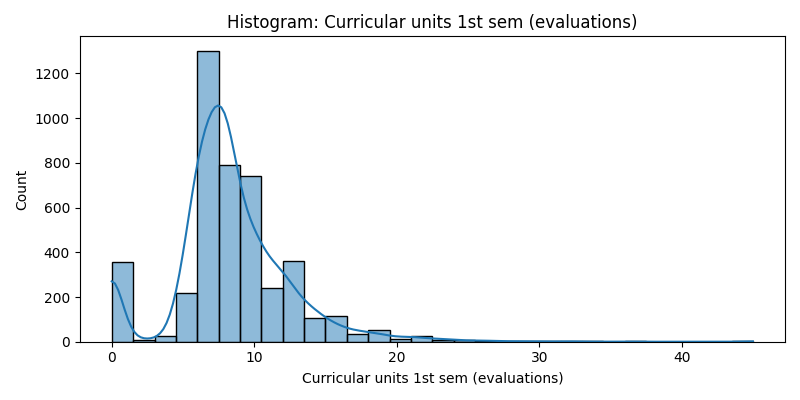 Histogram: Curricular units 1st sem (evaluations)
Count
1200
1000
800
600
400
200
0
0 10 20 30 40
Curricular units 1st sem (evaluations)